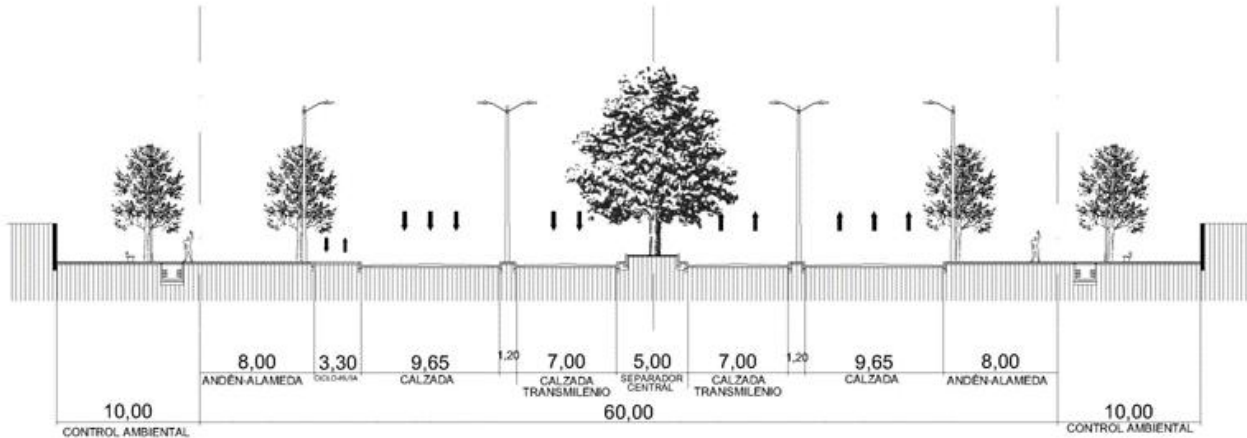 8,00 3,30 9,65 1,20 7,00 5,00 7,00 1,20 9,65 8,00
ANDÉN-ALAMEDA CICLO-RUTA CALZADA CALZADA TRANSMILENIO SEPARADOR CENTRAL CALZADA TRANSMILENIO CALZADA ANDÉN-ALAMEDA
10,00 60,00 10,00
CONTROL AMBIENTAL CONTROL AMBIENTAL